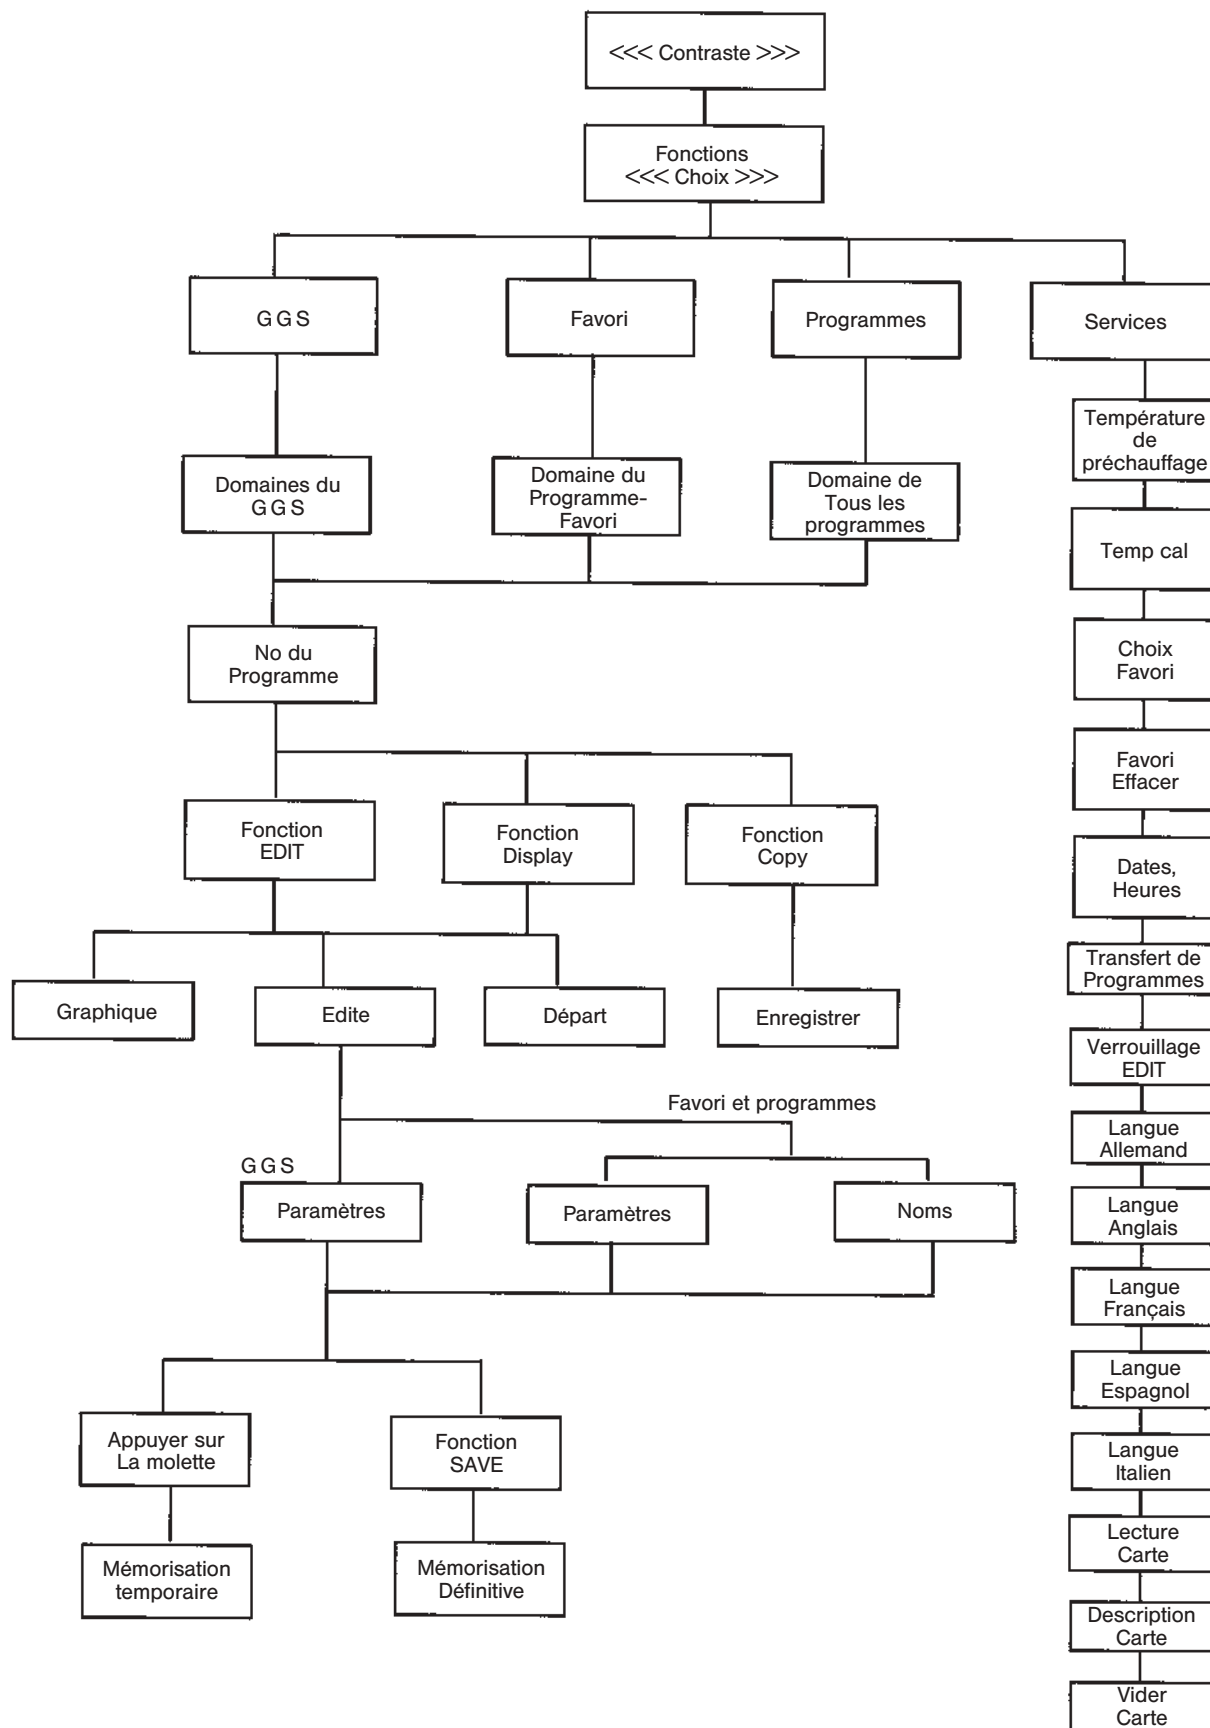 <<< Contraste >>>
Fonctions
<<< Choix >>>
G G S
Favori
Programmes
Services
Domaines du
G G S
Domaine du
Programme-
Favori
Domaine de
Tous les
programmes
No du
Programme
Fonction
EDIT
Fonction
Display
Fonction
Copy
Graphique
Edite
Départ
Enregistrer
Favori et programmes
G G S
Paramètres
Paramètres
Noms
Appuyer sur
La molette
Fonction
SAVE
Mémorisation
temporaire
Mémorisation
Définitive
Température
de
préchauffage
Temp cal
Choix
Favori
Favori
Effacer
Dates,
Heures
Transfert de
Programmes
Verrouillage
EDIT
Langue
Allemand
Langue
Anglais
Langue
Français
Langue
Espagnol
Langue
Italien
Lecture
Carte
Description
Carte
Vider
Carte